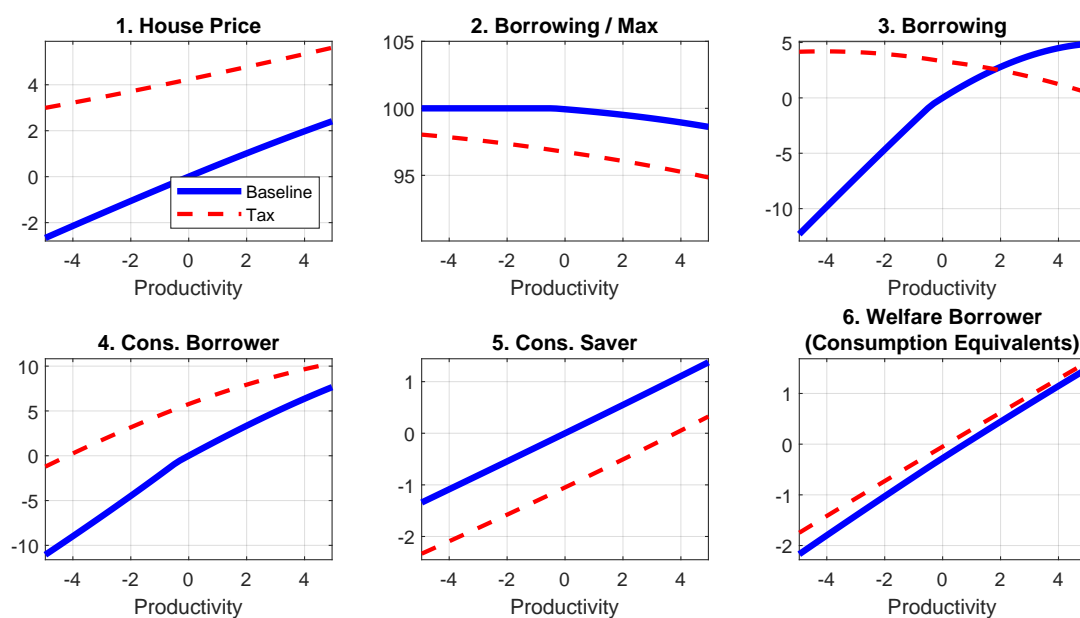 1. House Price
4
2
0
-2
Baseline
Tax
-4 -2 0 2 4
Productivity
2. Borrowing / Max
105
100
95
-4 -2 0 2 4
Productivity
3. Borrowing
5
0
-5
-10
-4 -2 0 2 4
Productivity
4. Cons. Borrower
10
5
0
-5
-10
-4 -2 0 2 4
Productivity
5. Cons. Saver
1
0
-1
-2
-4 -2 0 2 4
Productivity
6. Welfare Borrower
(Consumption Equivalents)
1
0
-1
-2
-4 -2 0 2 4
Productivity